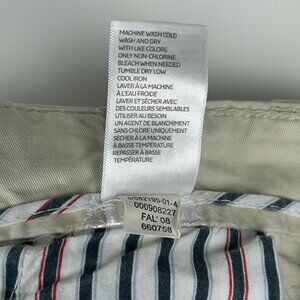 MACHINE WASH COLD
WASH AND DRY
WITH LIKE COLORS
ONLY NON-CHLORINE
BLEACH WHEN NEEDED
TUMBLE DRY LOW
COOL IRON
LAVER À LA MACHINE
À L'EAU FROIDE
LAVER ET SÉCHER AVEC
DES COULEURS SEMBLABLES
UTILISER AU BESOIN
UN AGENT DE BLANCHIMENT
SANS CHLORE UNIQUEMENT
SÉCHER À LA MACHINE
À BASSE TEMPÉRATURE
REPASSER À BASSE
TEMPÉRATURE
000908227
FAL' 08
660758